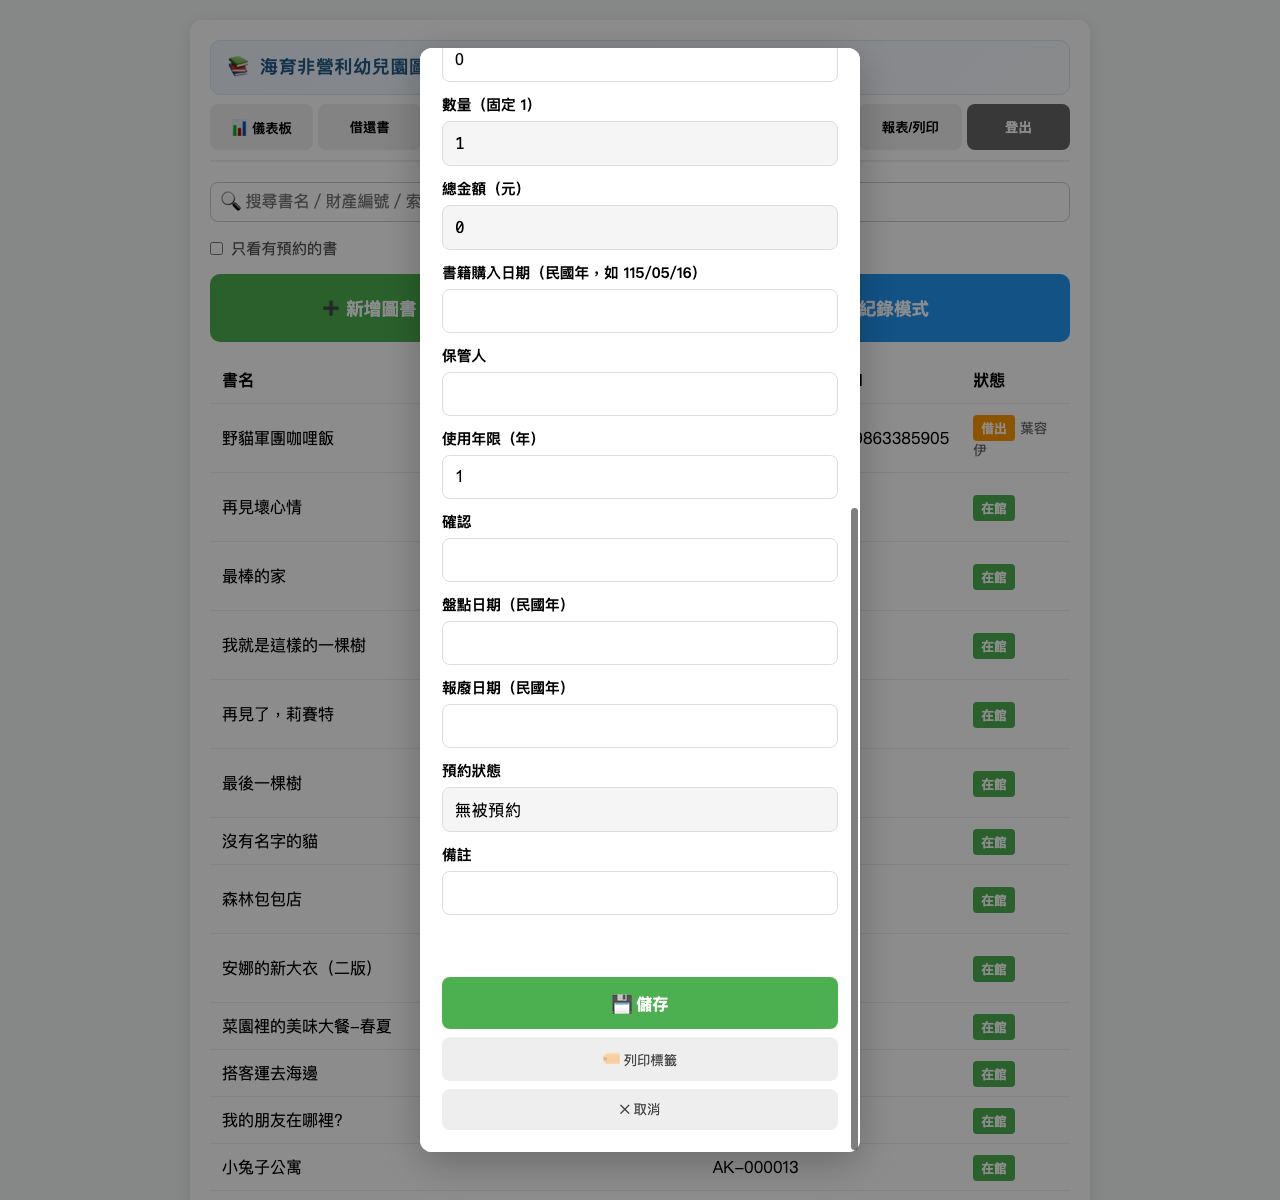 海育非營利幼兒園
儀表板
借還書
報表/列印
登出
搜尋書名 / 財產編號 / 索
只看有預約的書
新增圖書
紀錄模式
書名
狀態
野貓軍團咖哩飯
9863385905
借出 葉容
伊
再見壞心情
在館
最棒的家
在館
我就是這樣的一棵樹
在館
再見了，莉賽特
在館
最後一棵樹
在館
沒有名字的貓
在館
森林包包店
在館
安娜的新大衣（二版）
在館
菜園裡的美味大餐–春夏
在館
搭客運去海邊
在館
我的朋友在哪裡?
在館
小兔子公寓
AK–000013
在館
0
數量（固定 1）
1
總金額（元）
0
書籍購入日期（民國年，如 115/05/16）
保管人
使用年限（年）
1
確認
盤點日期（民國年）
報廢日期（民國年）
預約狀態
無被預約
備註
儲存
列印標籤
✕ 取消